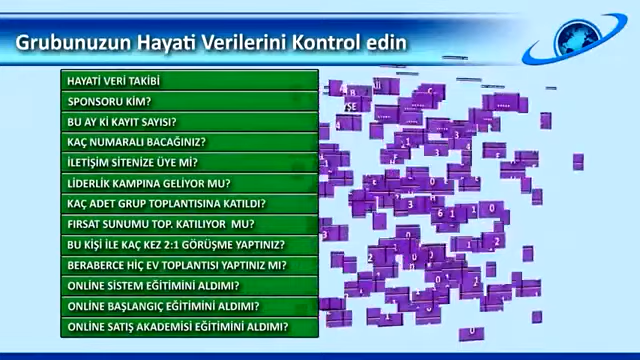 Grubunuzun Hayati Verilerini Kontrol edin
HAYATİ VERİ TAKİBİ
SPONSORU KİM?
BU AY Kİ KAYIT SAYISI?
KAÇ NUMARALI BACAĞINIZ?
İLETİŞİM SİTENİZE ÜYE Mİ?
LİDERLİK KAMPINA GELİYOR MU?
KAÇ ADET GRUP TOPLANTISINA KATILDI?
FIRSAT SUNUMU TOP. KATILIYOR MU?
BU KİŞİ İLE KAÇ KEZ 2:1 GÖRÜŞME YAPTINIZ?
BERABERCE HİÇ EV TOPLANTISI YAPTINIZ MI?
ONLINE SİSTEM EĞİTİMİNİ ALDIMI?
ONLINE BAŞLANGIÇ EĞİTİMİNİ ALDIMI?
ONLINE SATIŞ AKADEMİSİ EĞİTİMİNİ ALDIMI?